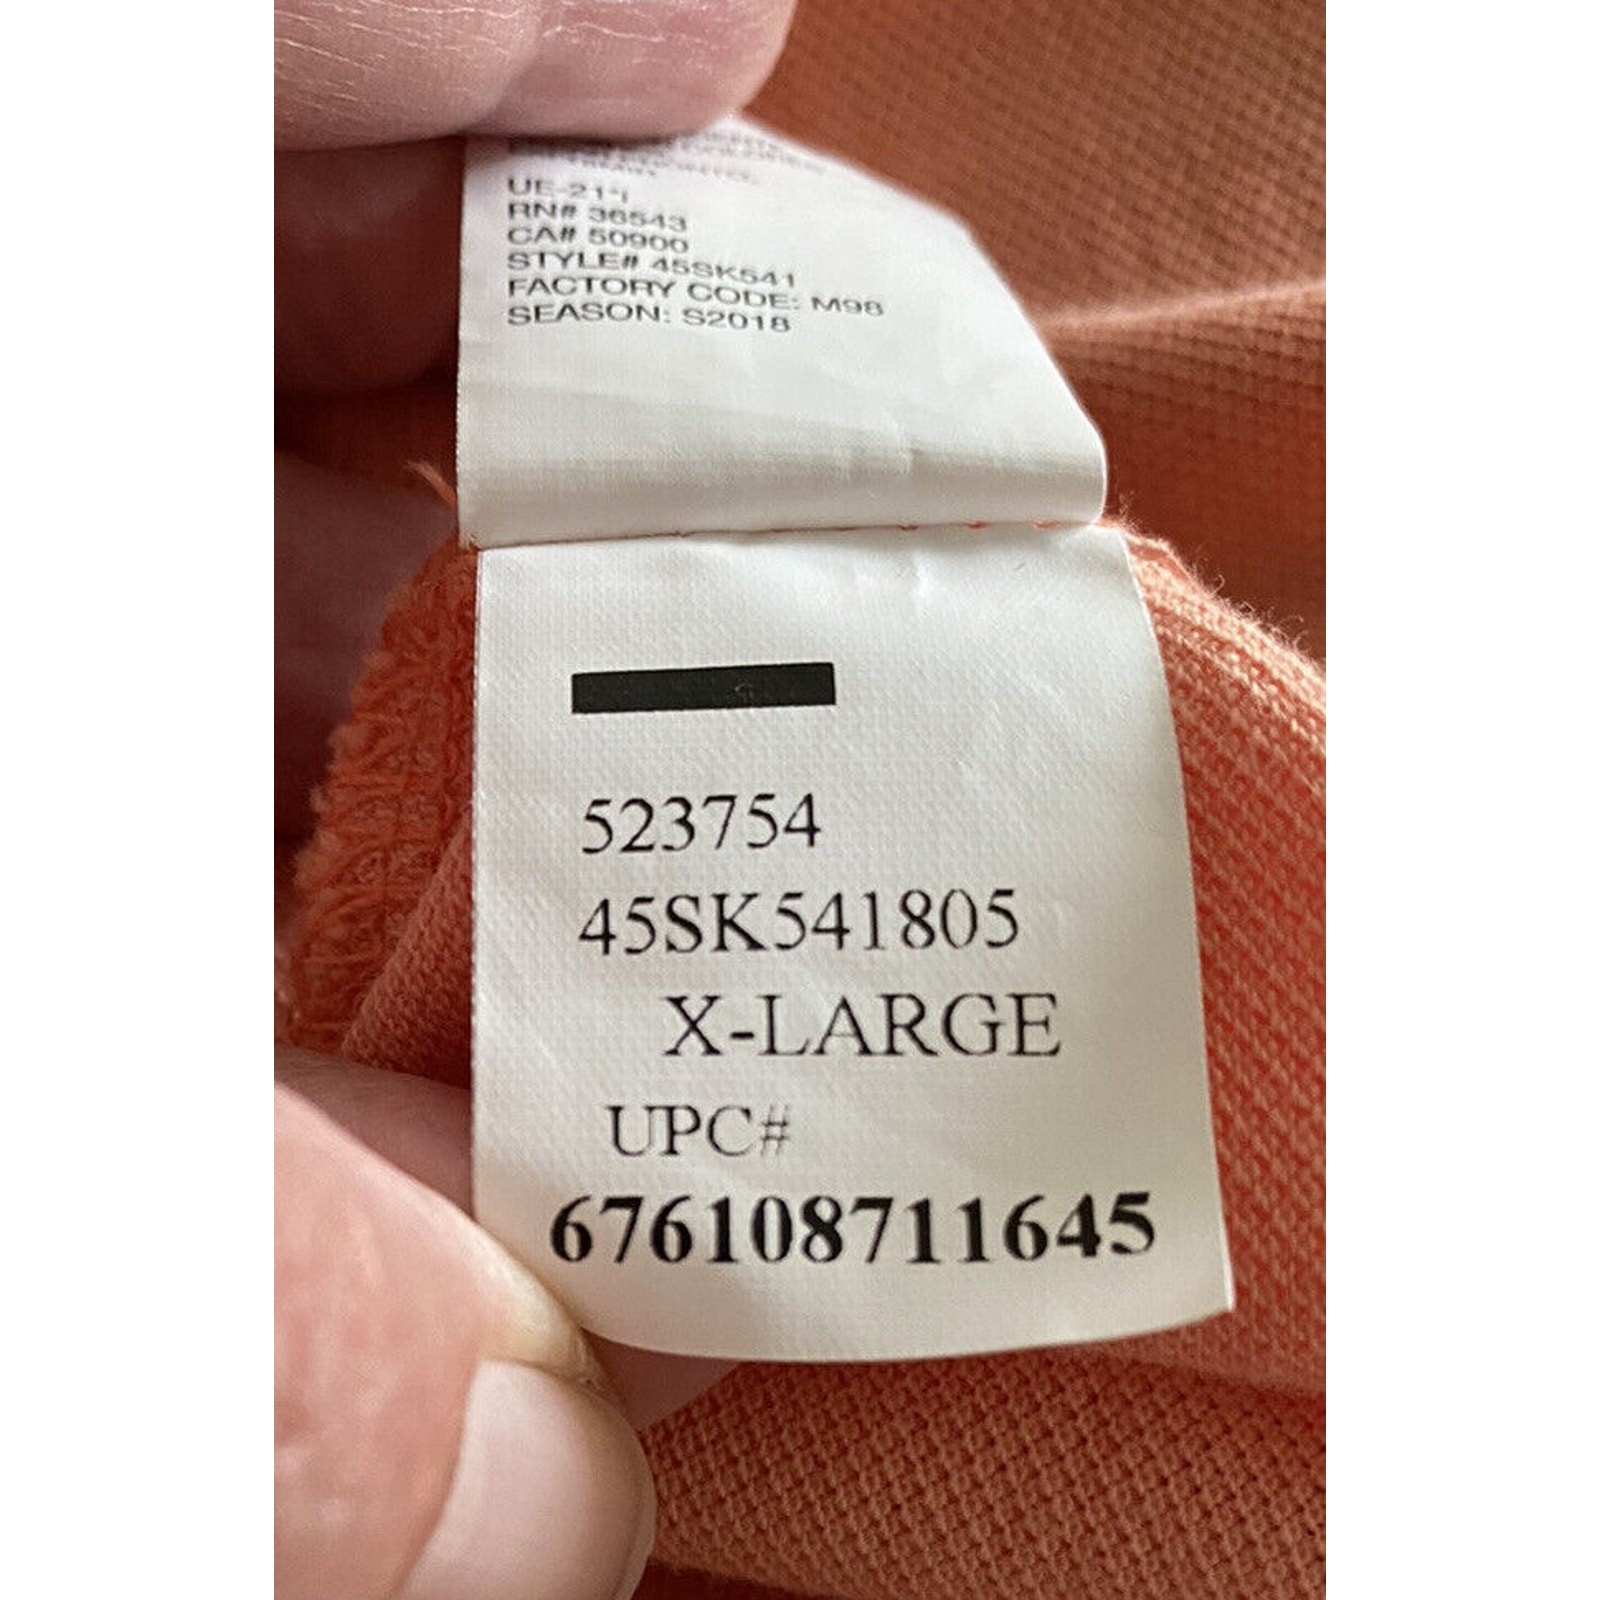 UE-21*i
RN# 36543
CA# 50900
STYLE# 45SK541
FACTORY CODE: M98
SEASON: S2018
523754
45SK541805
X-LARGE
UPC#
676108711645